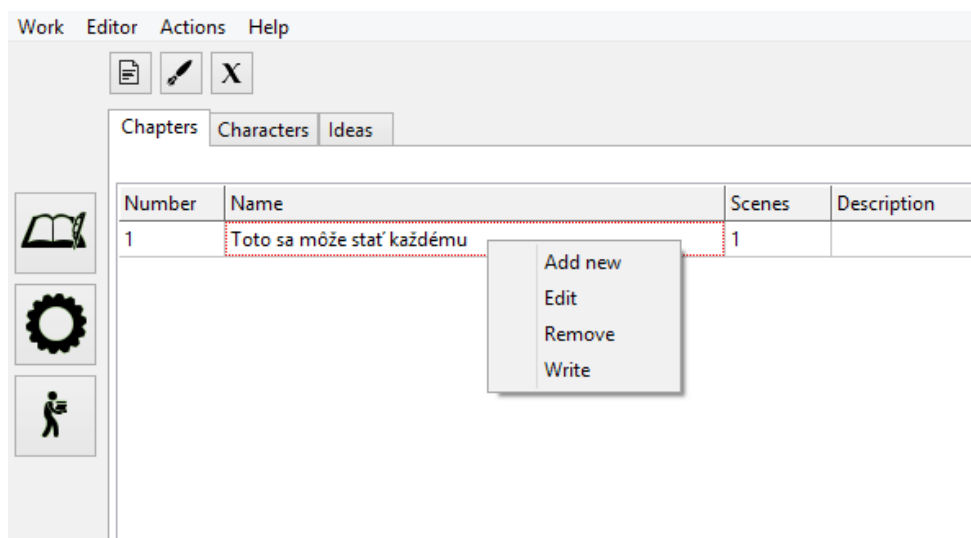 Work Editor Actions Help
X
Chapters Characters Ideas
Number Name Scenes Description
1 Toto sa môže stať každému 1
Add new
Edit
Remove
Write